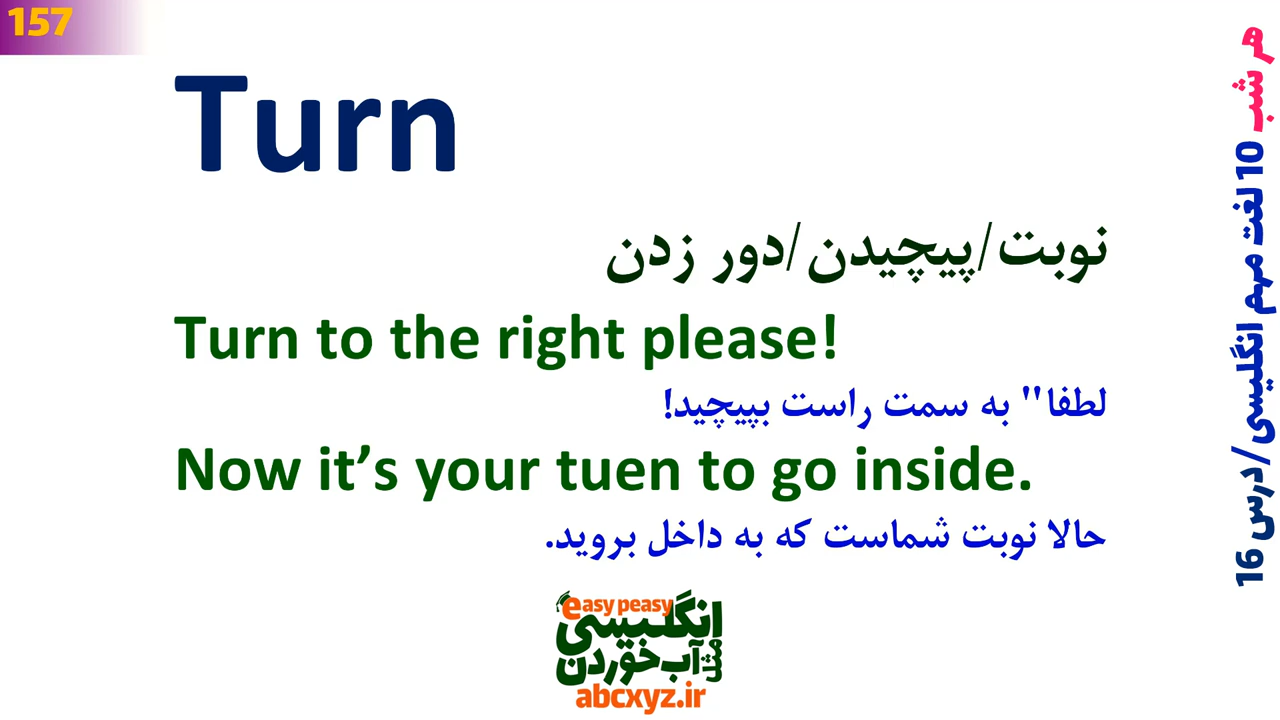 157
Turn
نوبت/پیچیدن/دور زدن
Turn to the right please!
لطفا" به سمت راست بپیچید!
Now it’s your tuen to go inside.
حالا نوبت شماست که به داخل بروید.
هر شب 10 لغت مهم انگلیسی/درس 16
easy peasy
انگلیسی
مثل آب خوردن
abcxyz.ir